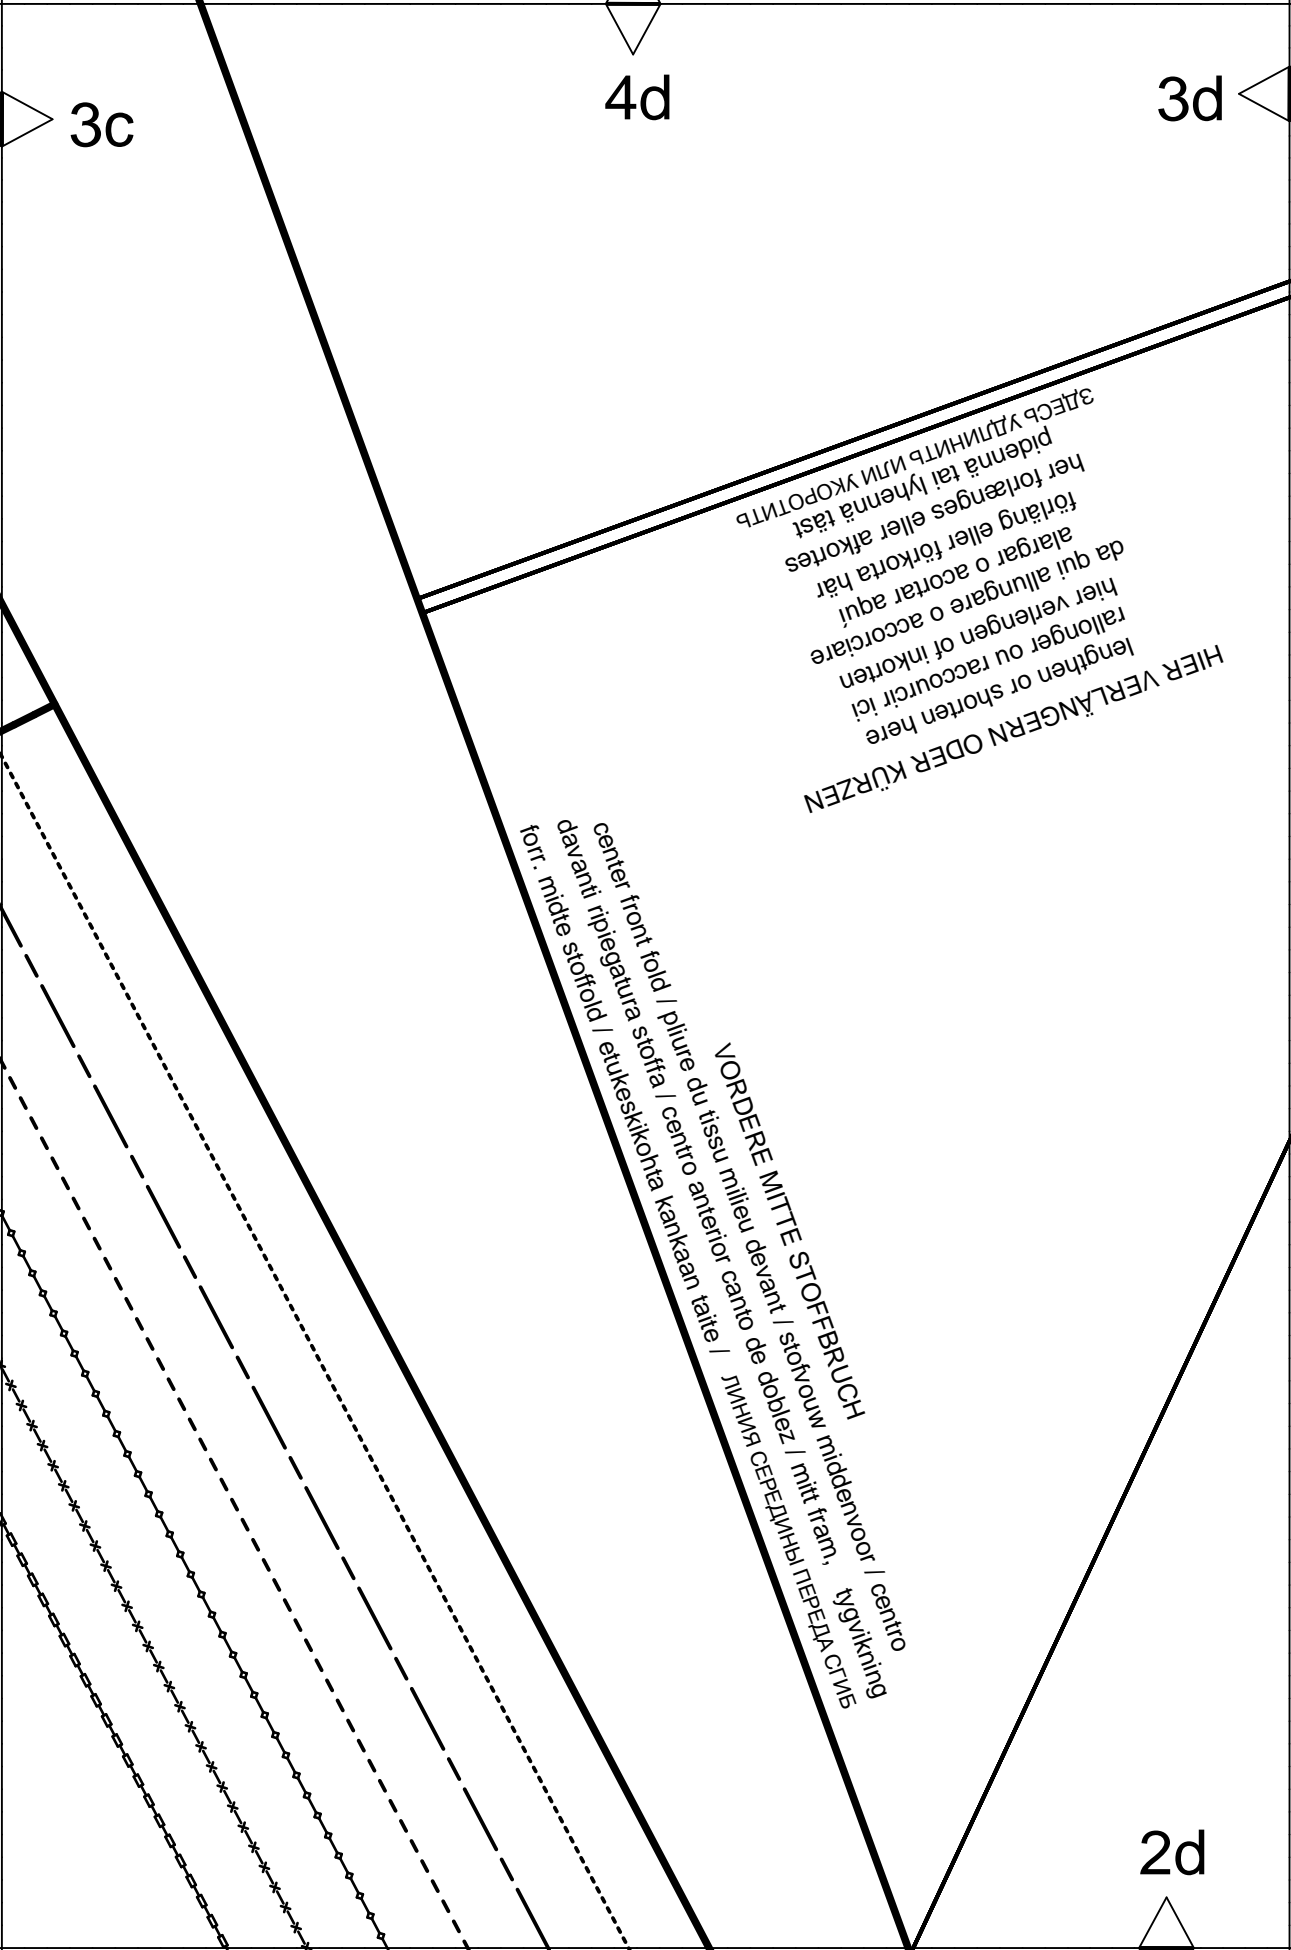 3c
4d
3d
HIER VERLÄNGERN ODER KÜRZEN
lengthen or shorten here
rallonger ou raccourcir ici
hier verlengen of inkorten
da qui allungare o accorciare
alargar o acortar aquí
förläng eller förkorta här
her forlænges eller afkortes
pidennä tai lyhennä täst
ЗДЕСЬ УДЛИНИТЬ ИЛИ УКОРОТИТЬ
VORDERE MITTE STOFFBRUCH
center front fold / pliure du tissu milieu devant / stofvouw middenvoor / centro
davanti ripiegatura stoffa / centro anterior canto de doblez / mitt fram, tygvikning
forr. midte stoffold / etukeskikohta kankaan taite / ЛИНИЯ СЕРЕДИНЫ ПЕРЕДА СГИБ
2d